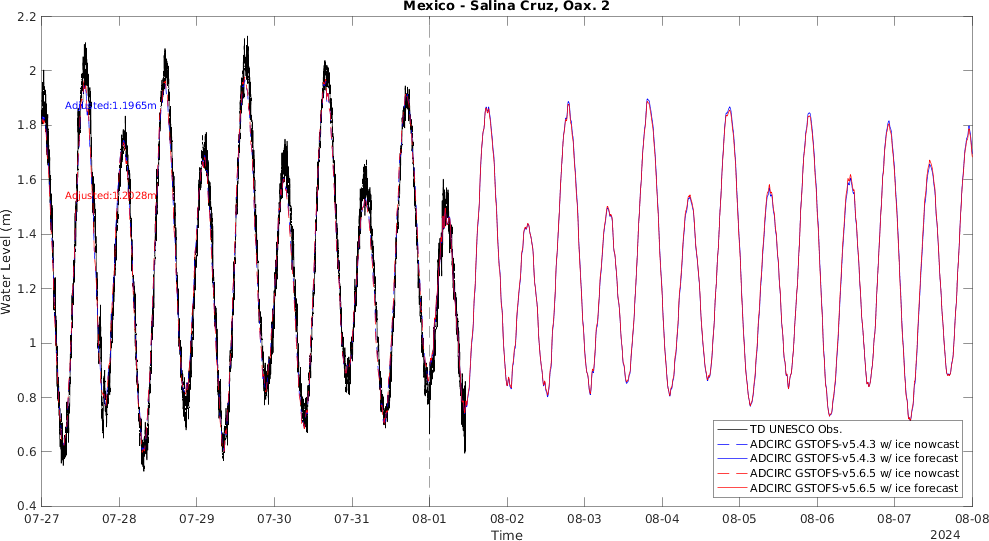 Mexico - Salina Cruz, Oax. 2
Water Level (m)
2.2
2
1.8
1.6
1.4
1.2
1
0.8
0.6
0.4
Adjusted:1.1965m
Adjusted:1.2028m
TD UNESCO Obs.
ADCIRC GSTOFS-v5.4.3 w/ ice nowcast
ADCIRC GSTOFS-v5.4.3 w/ ice forecast
ADCIRC GSTOFS-v5.6.5 w/ ice nowcast
ADCIRC GSTOFS-v5.6.5 w/ ice forecast
07-27 07-28 07-29 07-30 07-31 08-01 08-02 08-03 08-04 08-05 08-06 08-07 08-08
Time
2024